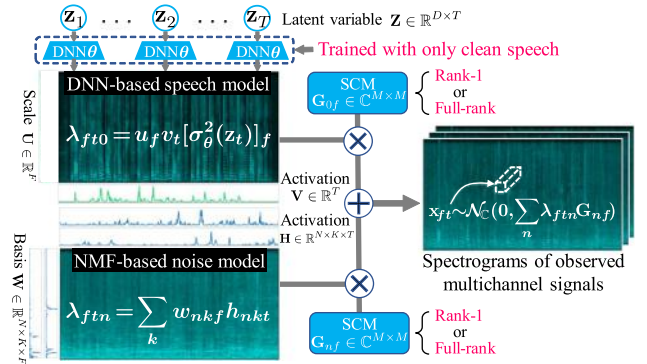 z₁ · · · z₂ · · · z_T Latent variable Z ∈ ℝ^{D×T}
DNNθ DNNθ DNNθ Trained with only clean speech
DNN-based speech model
λ_{ft0} = u_f v_t [σ²_θ(z_t)]_f
Scale U ∈ ℝ^F
SCM
G_{0f} ∈ ℂ^{M×M}
Rank-1
or
Full-rank
Activation
V ∈ ℝ^T
Activation
H ∈ ℝ^{N×K×T}
x_{ft} ∼ 𝒩_ℂ(0, ∑_n λ_{ftn} G_{nf})
Spectrograms of observed
multichannel signals
NMF-based noise model
λ_{ftn} = ∑_k w_{nkf} h_{nkt}
Basis W ∈ ℝ^{N×K×F}
SCM
G_{nf} ∈ ℂ^{M×M}
Rank-1
or
Full-rank